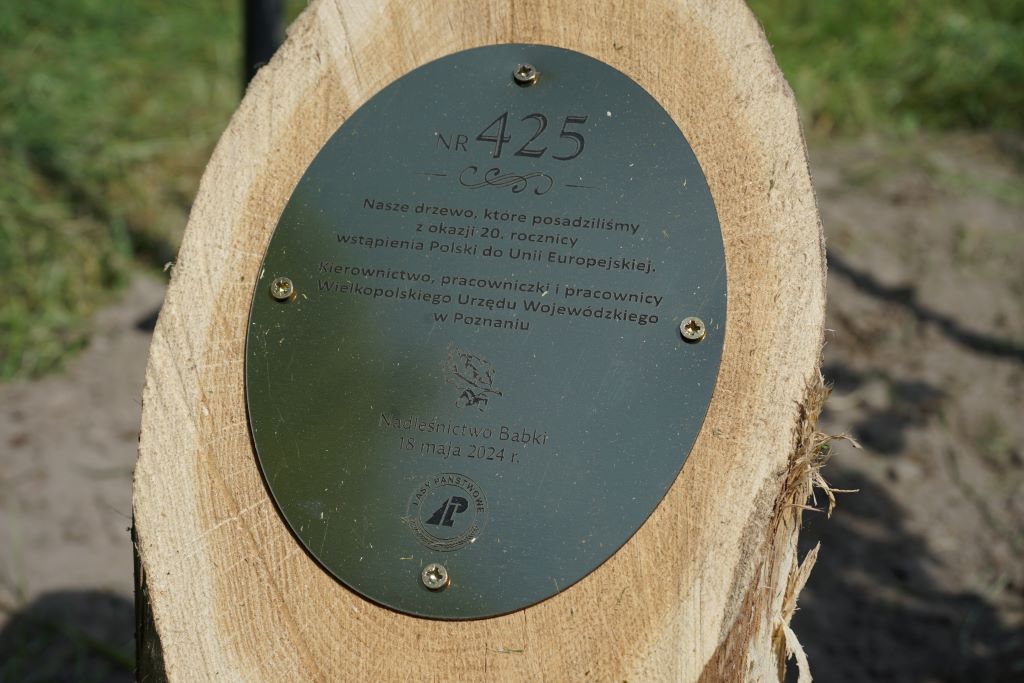 NR 425
Nasze drzewo, które posadziliśmy
z okazji 20. rocznicy
wstąpienia Polski do Unii Europejskiej.
Kierownictwo, pracowniczki i pracownicy
Wielkopolskiego Urzędu Wojewódzkiego
w Poznaniu
Nadleśnictwo Babki
18 maja 2024 r.
LASY PAŃSTWOWE